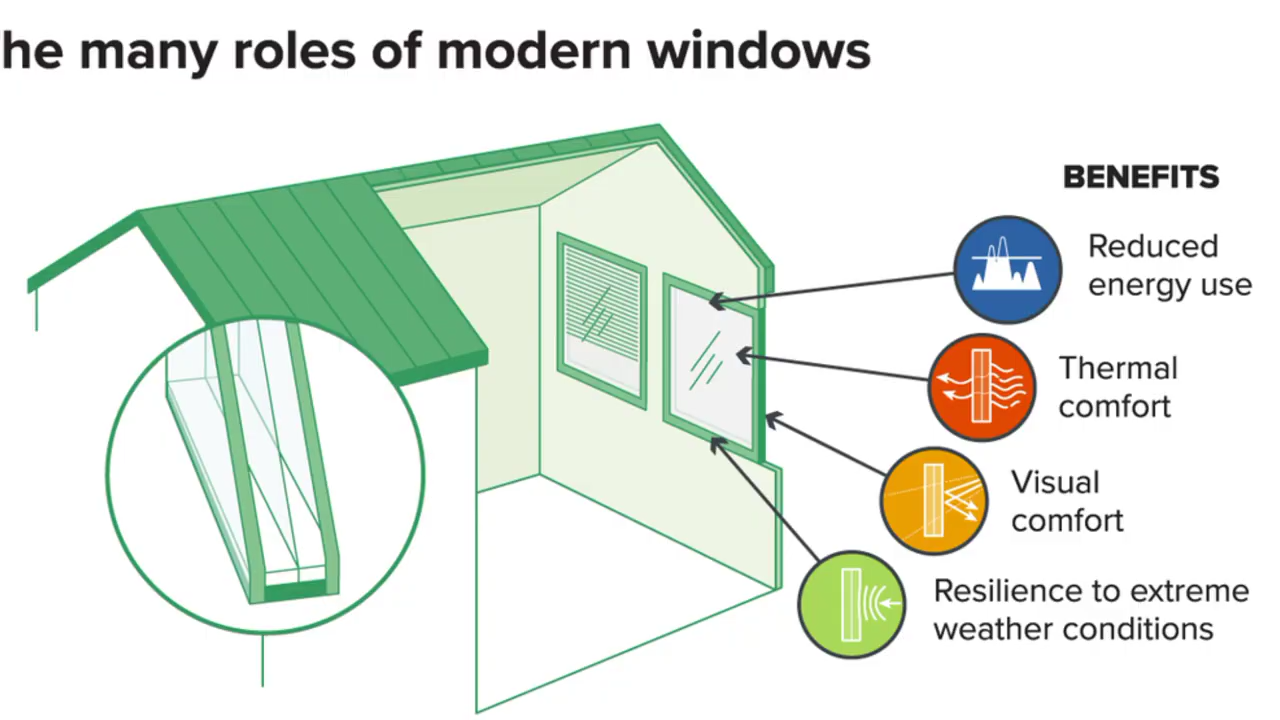 he many roles of modern windows
BENEFITS
Reduced
energy use
Thermal
comfort
Visual
comfort
Resilience to extreme
weather conditions